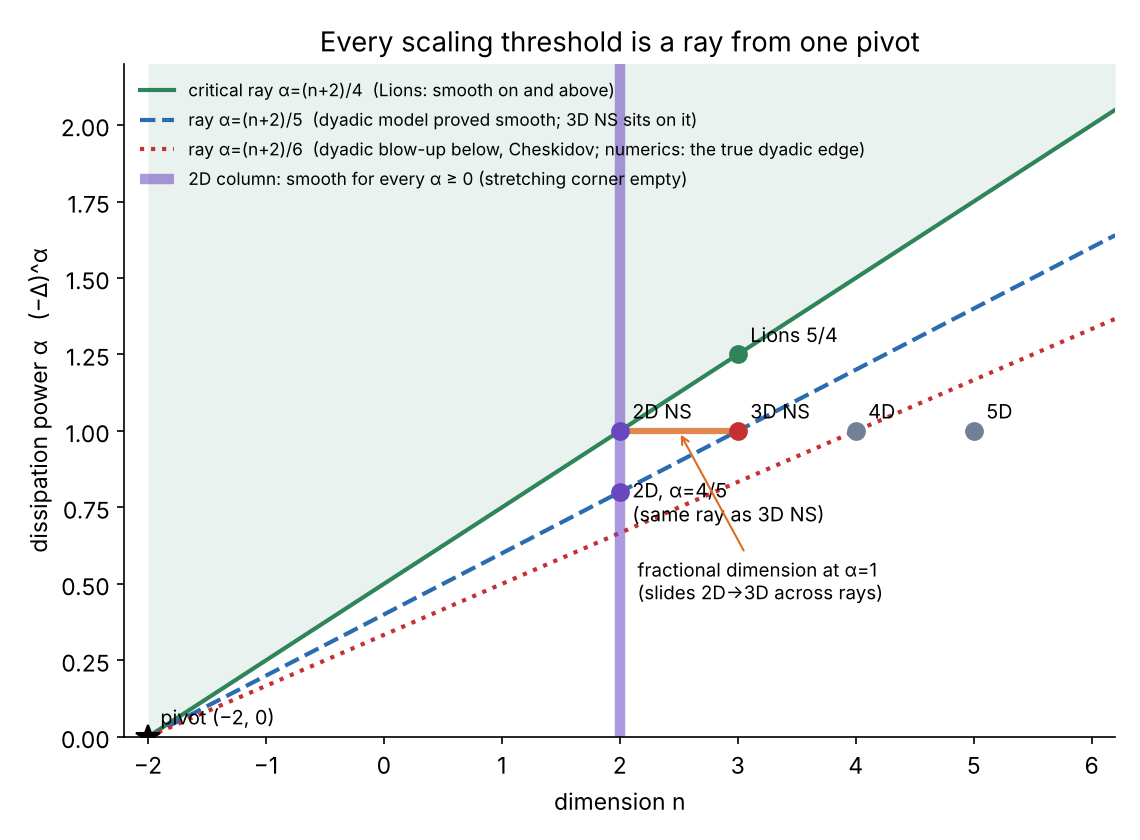 Every scaling threshold is a ray from one pivot
critical ray α=(n+2)/4 (Lions: smooth on and above)
ray α=(n+2)/5 (dyadic model proved smooth; 3D NS sits on it)
ray α=(n+2)/6 (dyadic blow-up below, Cheskidov; numerics: the true dyadic edge)
2D column: smooth for every α ≥ 0 (stretching corner empty)
2.00
1.75
1.50
1.25
1.00
0.75
0.50
0.25
0.00
dissipation power α (−Δ)^α
Lions 5/4
2D NS
3D NS
4D
5D
2D, α=4/5
(same ray as 3D NS)
fractional dimension at α=1
(slides 2D→3D across rays)
pivot (−2, 0)
−2
−1
0
1
2
3
4
5
6
dimension n